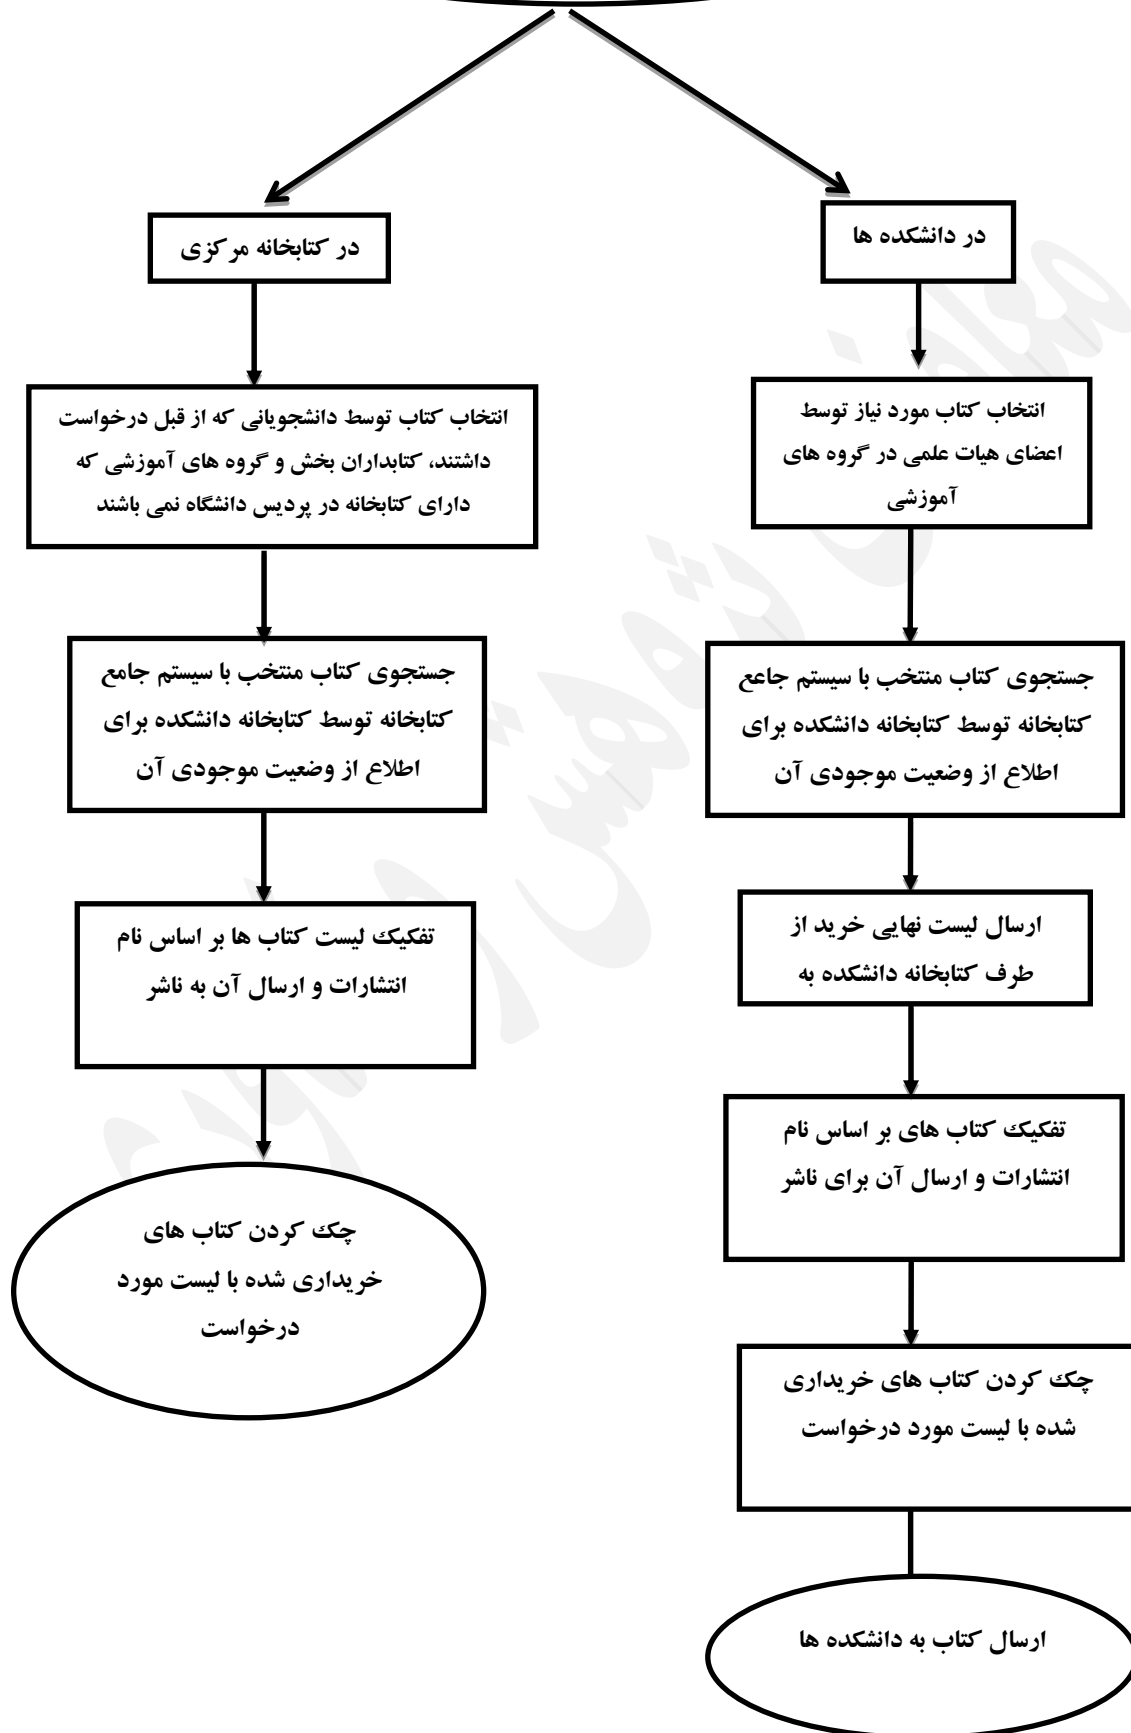 در دانشکده ها
انتخاب کتاب مورد نیاز توسط
اعضای هیات علمی در گروه های
آموزشی
جستجوی کتاب منتخب با سیستم جاعع
کتابخانه توسط کتابخانه دانشکده برای
اطلاع از وضعیت موجودی آن
ارسال لیست نهایی خرید از
طرف کتابخانه دانشکده به
تفکیک کتاب های بر اساس نام
انتشارات و ارسال آن برای ناشر
چک کردن کتاب های خریداری
شده با لیست مورد درخواست
ارسال کتاب به دانشکده ها
در کتابخانه مرکزی
انتخاب کتاب توسط دانشجویانی که از قبل درخواست
داشتند، کتابداران بخش و گروه های آموزشی که
دارای کتابخانه در پردیس دانشگاه نمی باشند
جستجوی کتاب منتخب با سیستم جامع
کتابخانه توسط کتابخانه دانشکده برای
اطلاع از وضعیت موجودی آن
تفکیک لیست کتاب ها بر اساس نام
انتشارات و ارسال آن به ناشر
چک کردن کتاب های
خریداری شده با لیست مورد
درخواست